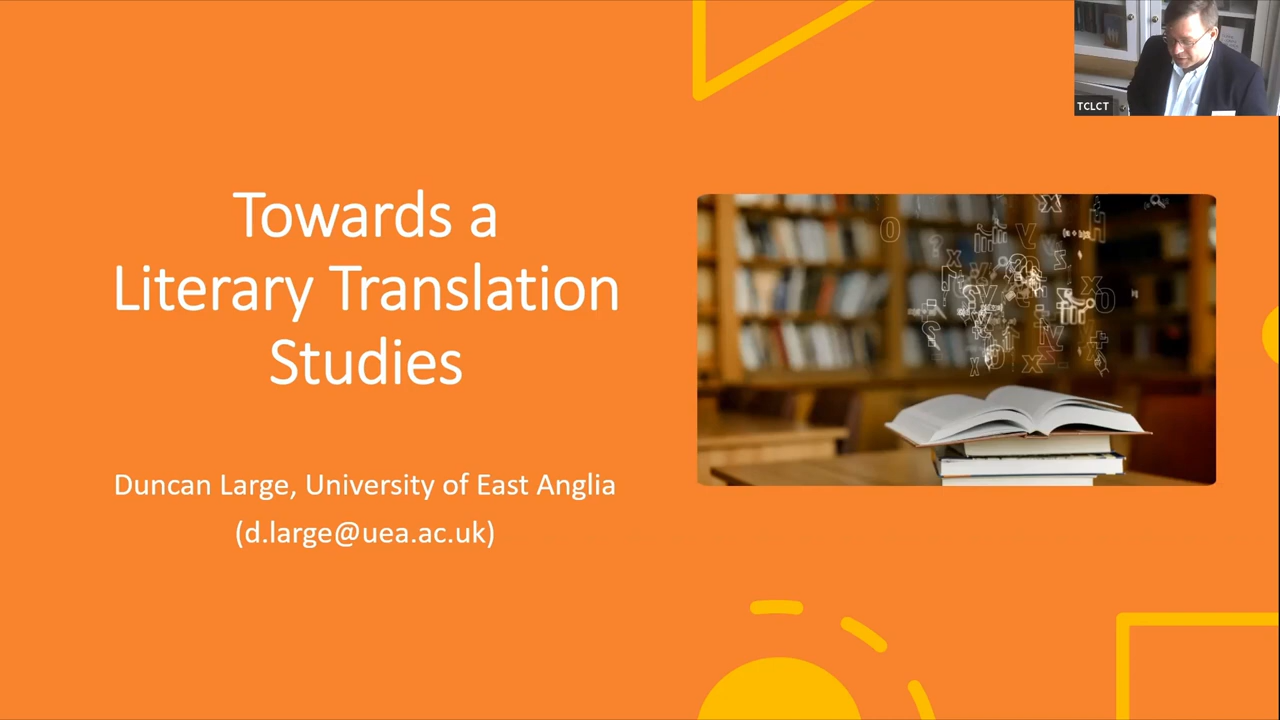 TCLCT
Towards a
Literary Translation
Studies
Duncan Large, University of East Anglia
(d.large@uea.ac.uk)